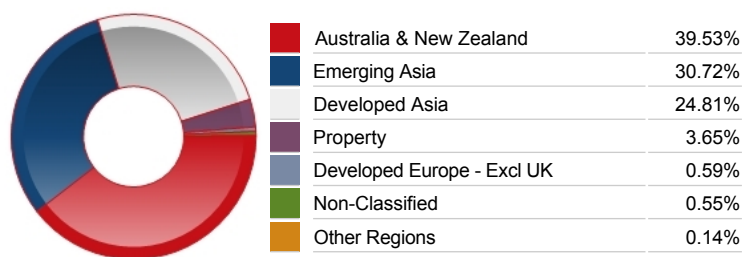 Australia & New Zealand 39.53%
Emerging Asia 30.72%
Developed Asia 24.81%
Property 3.65%
Developed Europe - Excl UK 0.59%
Non-Classified 0.55%
Other Regions 0.14%